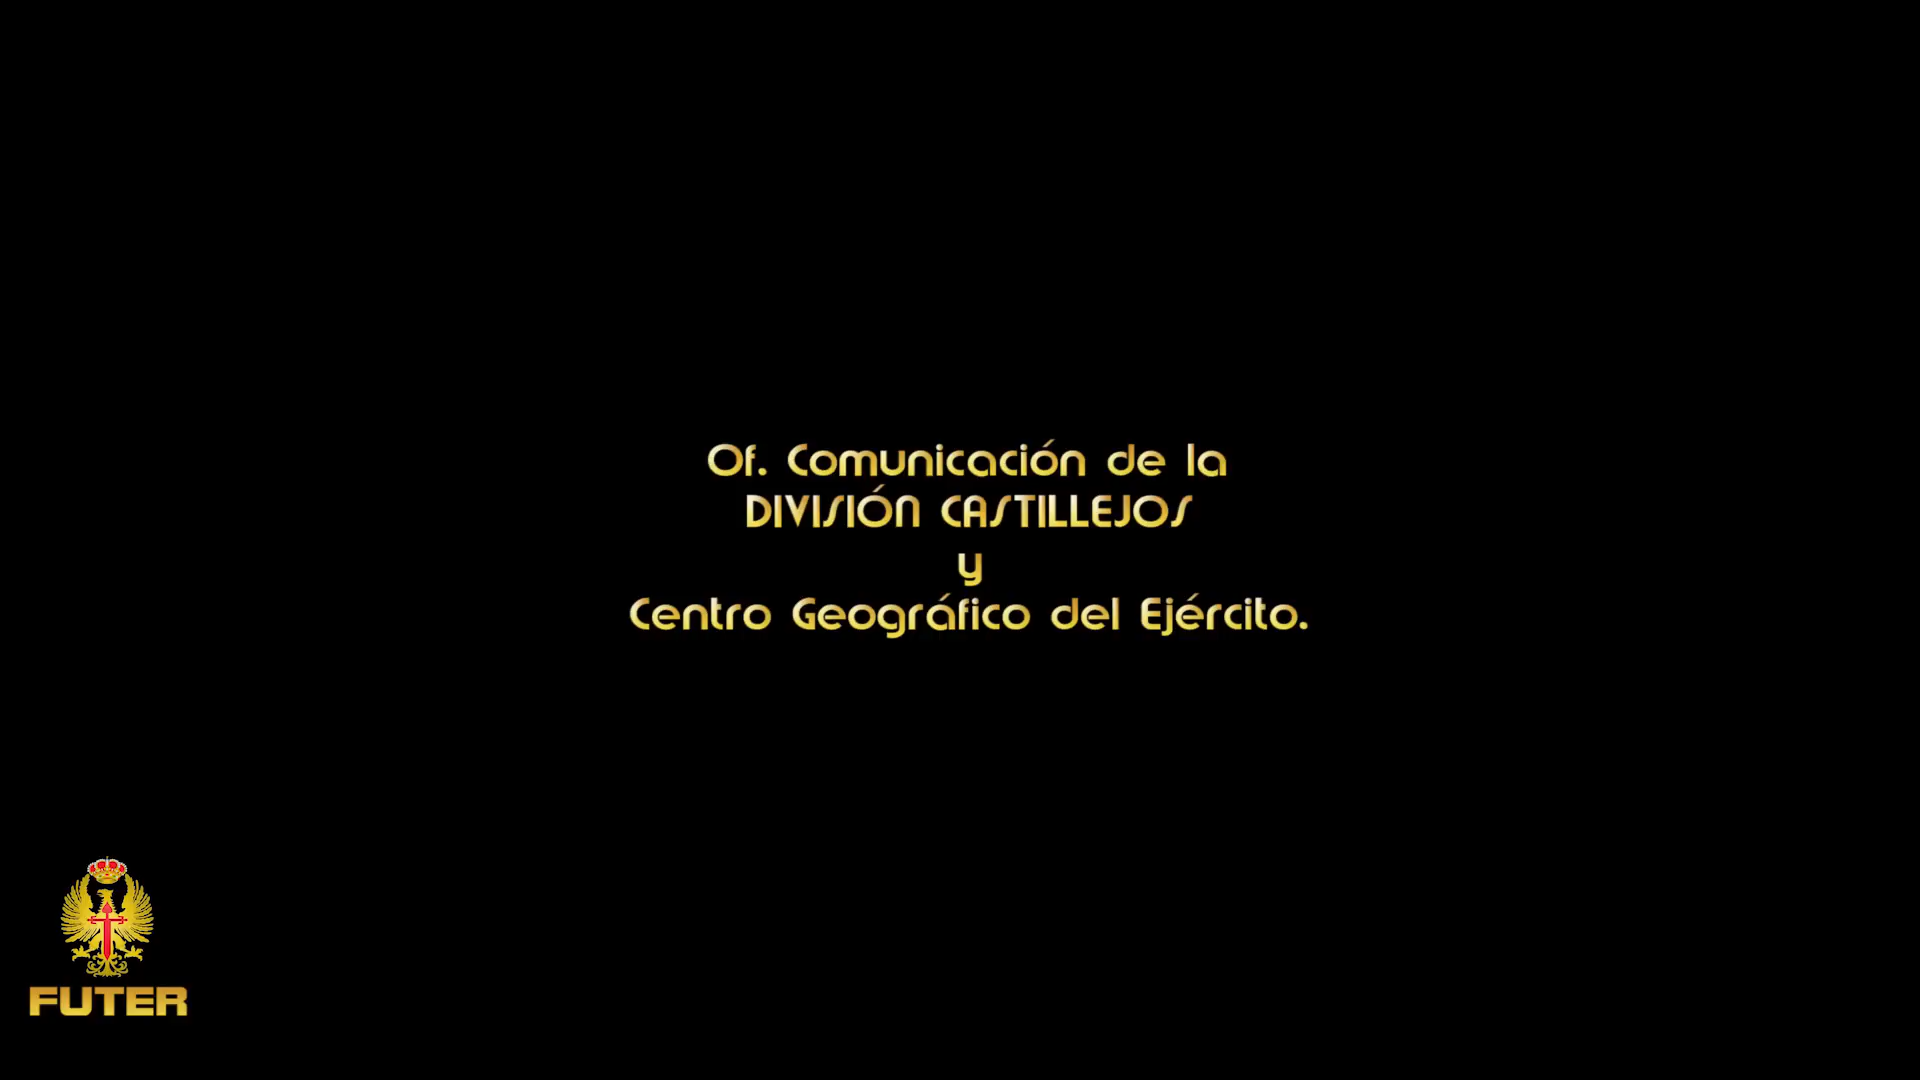 Of. Comunicación de la
DIVISIÓN CASTILLEJOS
y
Centro Geográfico del Ejército.
FUTER